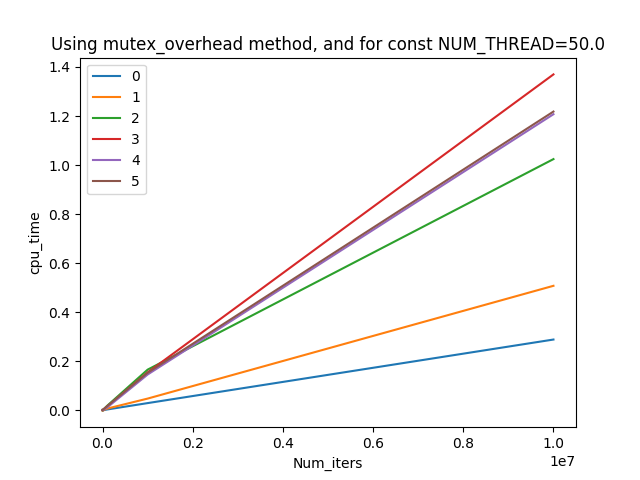 Using mutex_overhead method, and for const NUM_THREAD=50.0
1.4
1.2
1.0
0.8
0.6
0.4
0.2
0.0
cpu_time
0
1
2
3
4
5
0.0 0.2 0.4 0.6 0.8 1.0
1e7
Num_iters